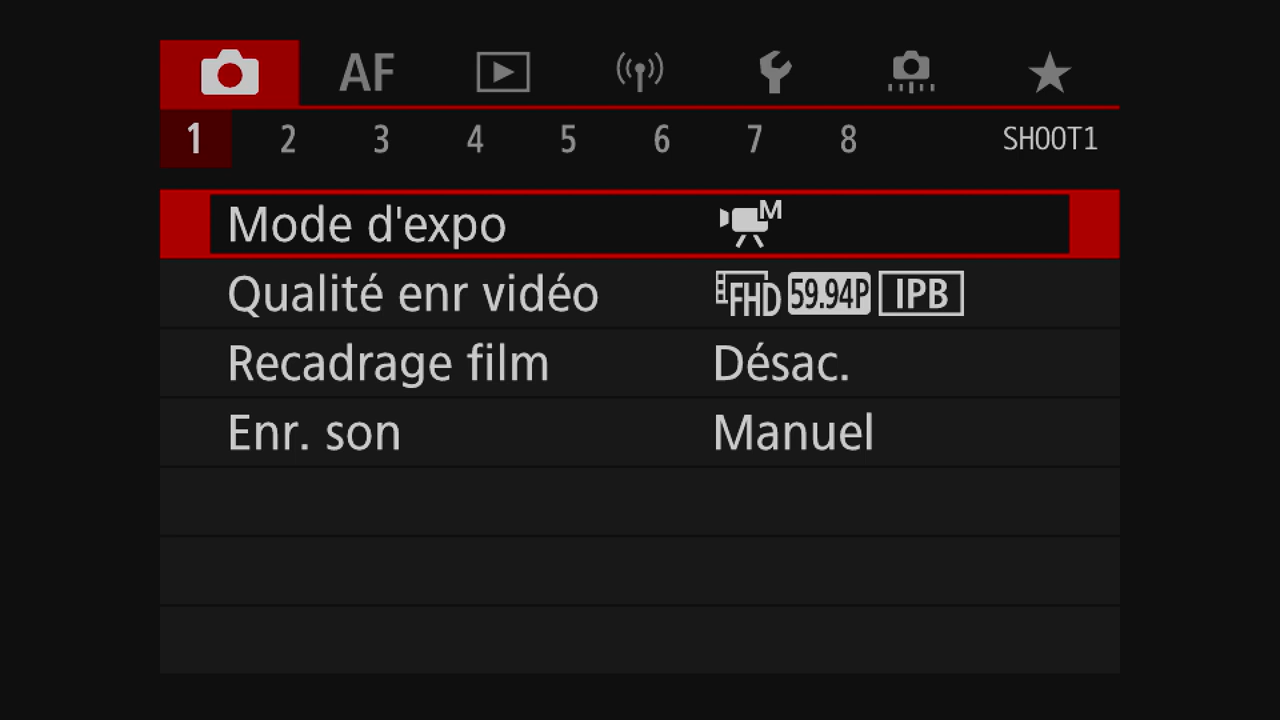 AF
1 2 3 4 5 6 7 8 SHOOT1
Mode d'expo M
Qualité enr vidéo FHD 59.94P IPB
Recadrage film Désac.
Enr. son Manuel